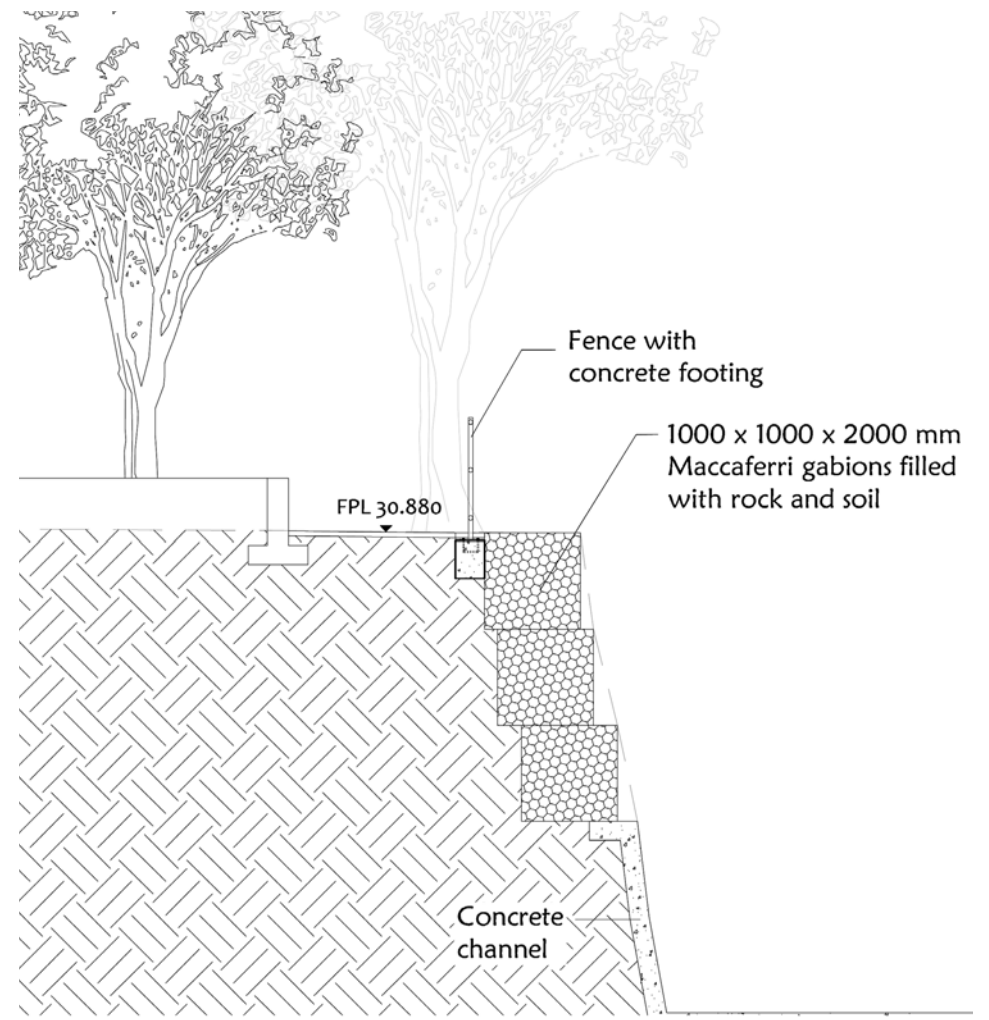 Fence with
concrete footing
1000 x 1000 x 2000 mm
Maccaferri gabions filled
with rock and soil
FPL 30.880
Concrete
channel